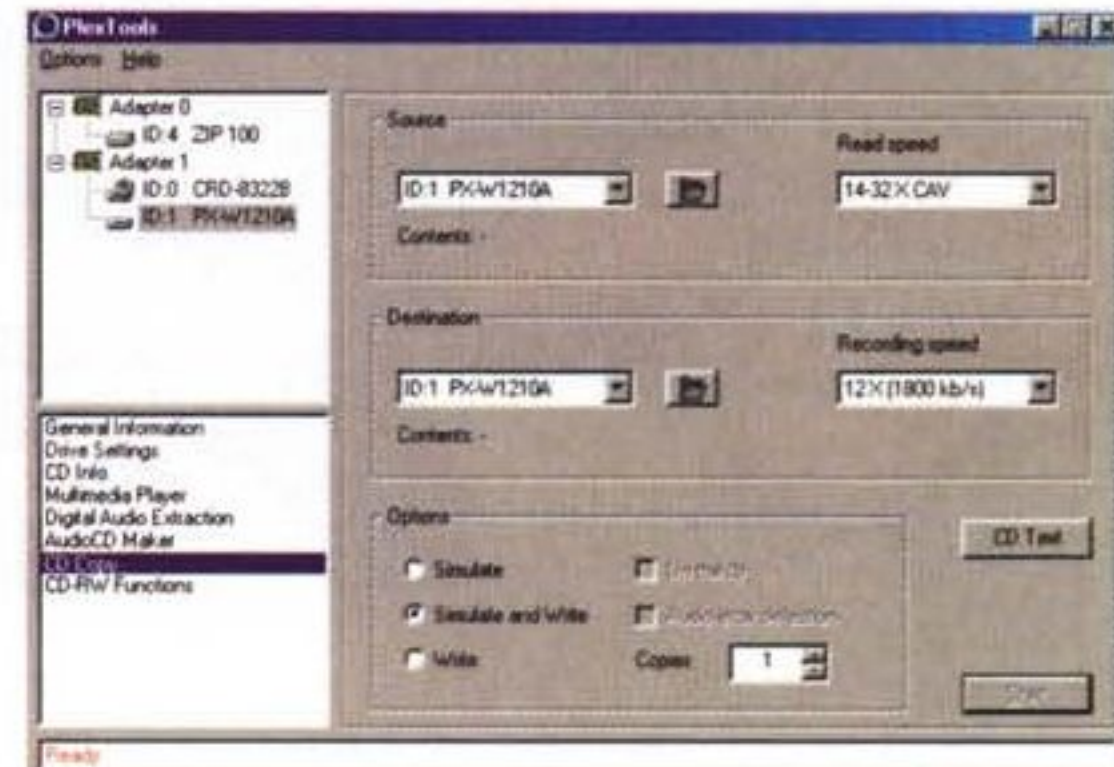 PlexTools
Options Help
Adapter 0
ID:4 ZIP 100
Adapter 1
ID:0 CRD-8322B
ID:1 PX-W1210A
General Information
Drive Settings
CD Info
Multimedia Player
Digital Audio Extraction
AudioCD Maker
CD Copy
CD-RW Functions
Source
Read speed
ID:1 PX-W1210A
14-32 X CAV
Contents: -
Destination
Recording speed
ID:1 PX-W1210A
12 X (1800 kb/s)
Contents: -
Options
Simulate
Simulate and Write
Write
Copies
1
CD Text
Start
Ready